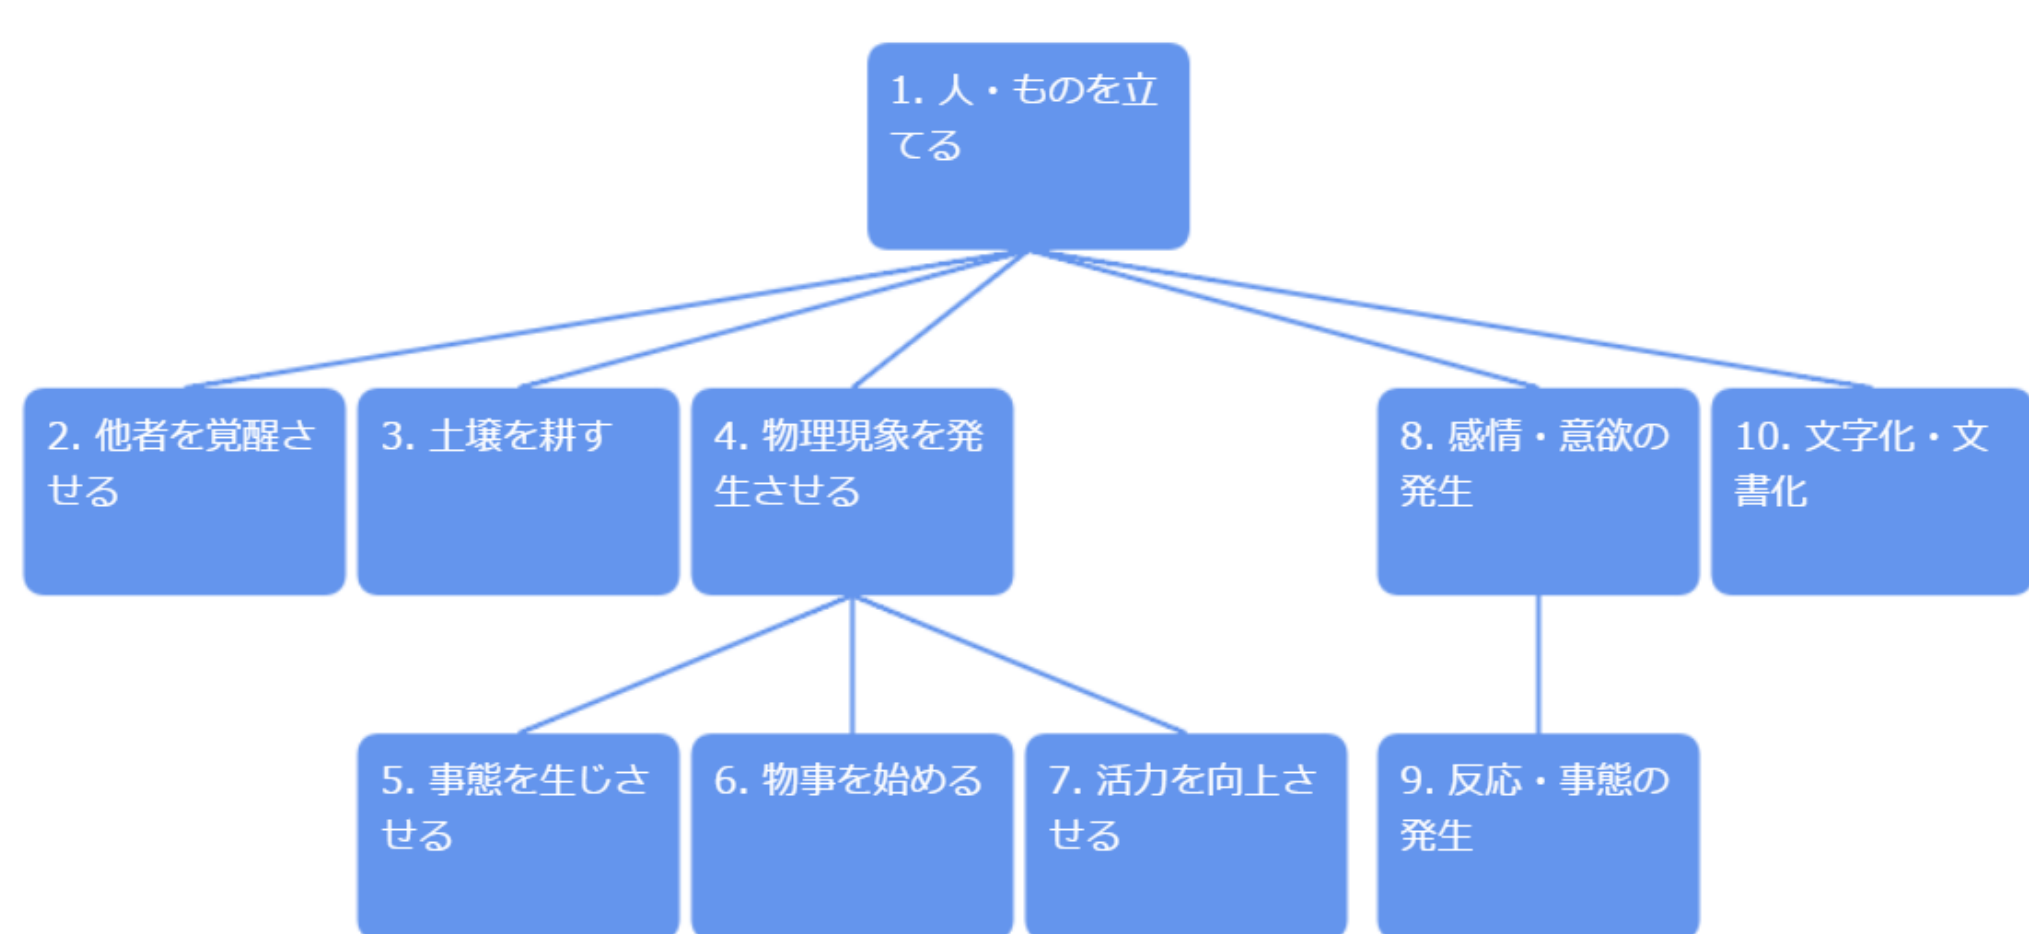 1. 人・ものを立
てる
2. 他者を覚醒さ
せる
3. 土壌を耕す
4. 物理現象を発
生させる
8. 感情・意欲の
発生
10. 文字化・文
書化
5. 事態を生じさ
せる
6. 物事を始める
7. 活力を向上さ
せる
9. 反応・事態の
発生